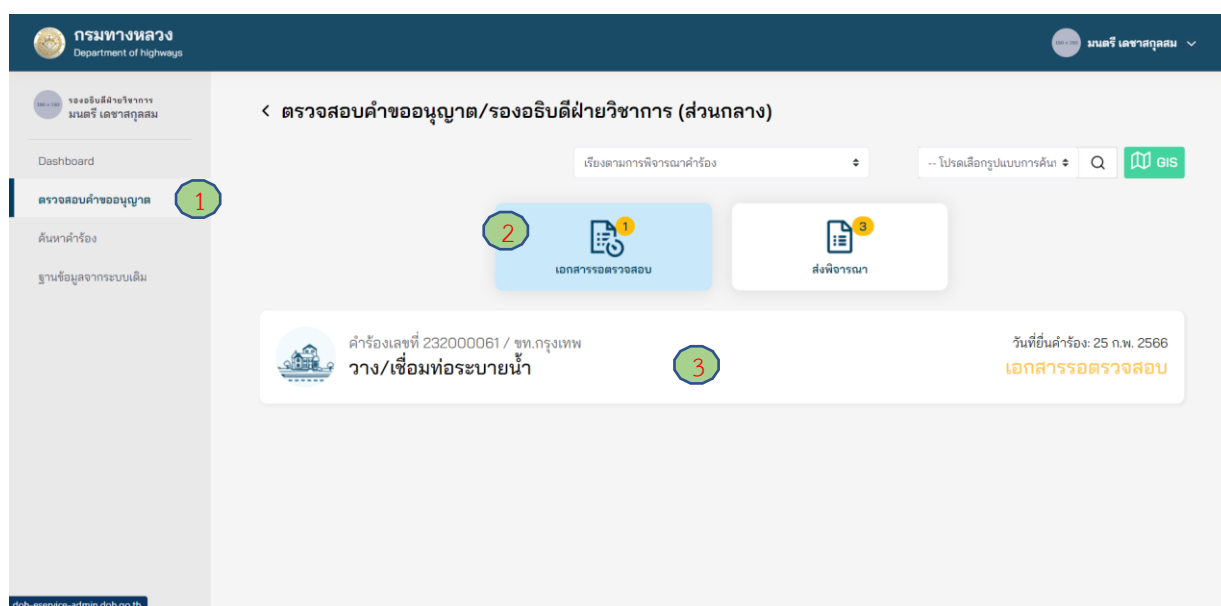 กรมทางหลวง
Department of highways
มนตรี เดชาสกุลสม
รองอธิบดีฝ่ายวิชาการ
มนตรี เดชาสกุลสม
Dashboard
ตรวจสอบคำขออนุญาต
1
ค้นหาคำร้อง
ฐานข้อมูลจากระบบเดิม
ตรวจสอบคำขออนุญาต/รองอธิบดีฝ่ายวิชาการ (ส่วนกลาง)
เรียงตามการพิจารณาคำร้อง
-- โปรดเลือกรูปแบบการค้นหา
GIS
2
1
เอกสารรอตรวจสอบ
3
ส่งพิจารณา
คำร้องเลขที่ 232000061 / ขท.กรุงเทพ
วาง/เชื่อมท่อระบายน้ำ
3
วันที่ยื่นคำร้อง: 25 ก.พ. 2566
เอกสารรอตรวจสอบ
doh-eservice-admin.doh.go.th